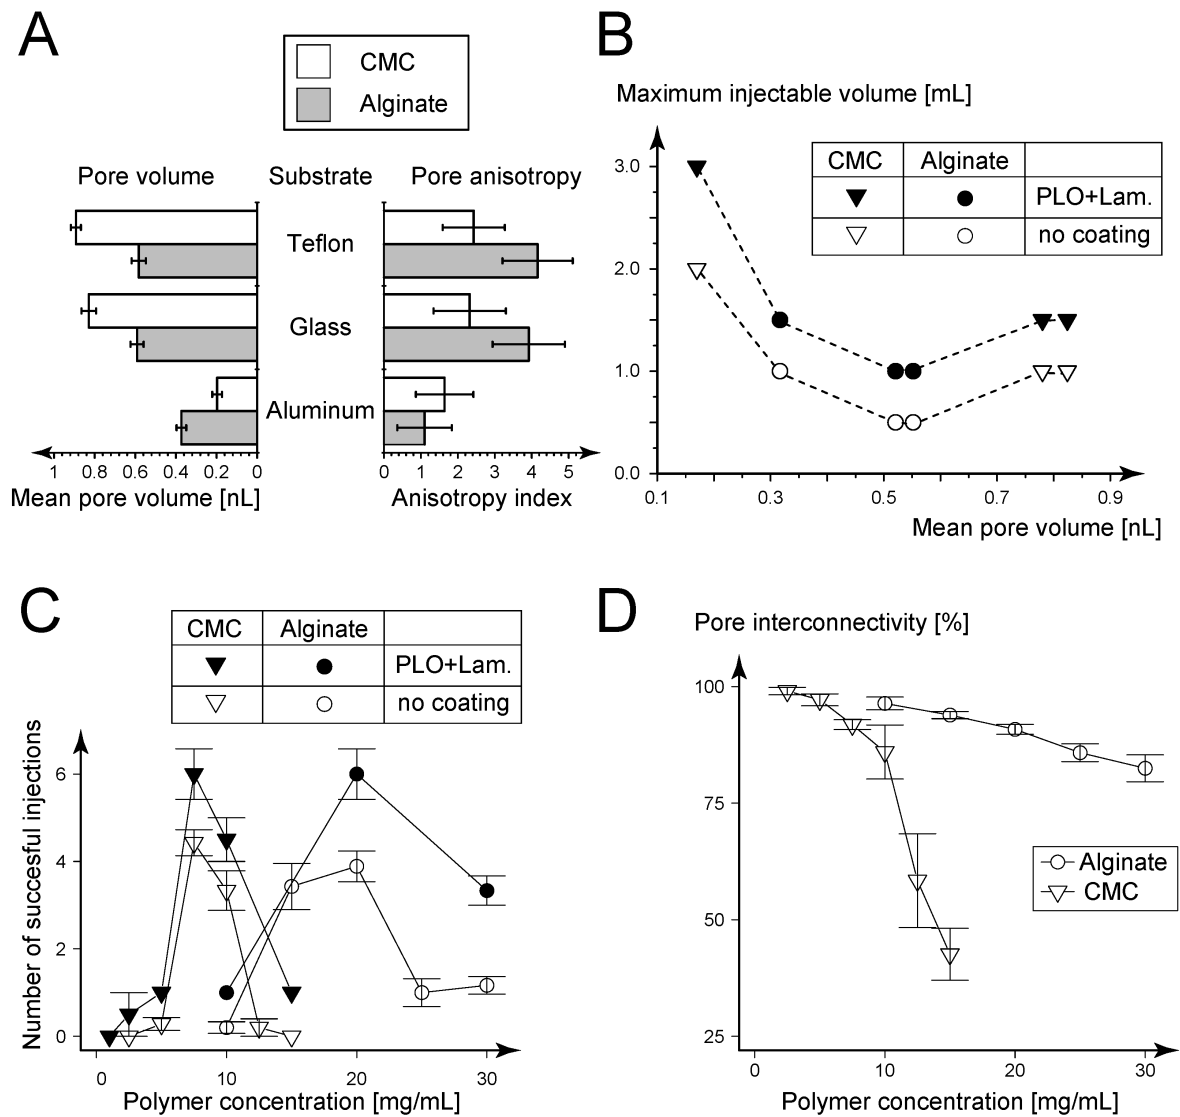 A
CMC
Alginate
Pore volume Substrate Pore anisotropy
Teflon
Glass
Aluminum
1 0.8 0.6 0.4 0.2 0 0 1 2 3 4 5
Mean pore volume [nL] Anisotropy index
B
Maximum injectable volume [mL]
CMC Alginate
PLO+Lam.
no coating
3.0
2.0
1.0
0.0
0.1 0.3 0.5 0.7 0.9
Mean pore volume [nL]
C
CMC Alginate
PLO+Lam.
no coating
Number of succesful injections
6
4
2
0
0 10 20 30
Polymer concentration [mg/mL]
D
Pore interconnectivity [%]
100
75
50
25
Alginate
CMC
0 10 20 30
Polymer concentration [mg/mL]